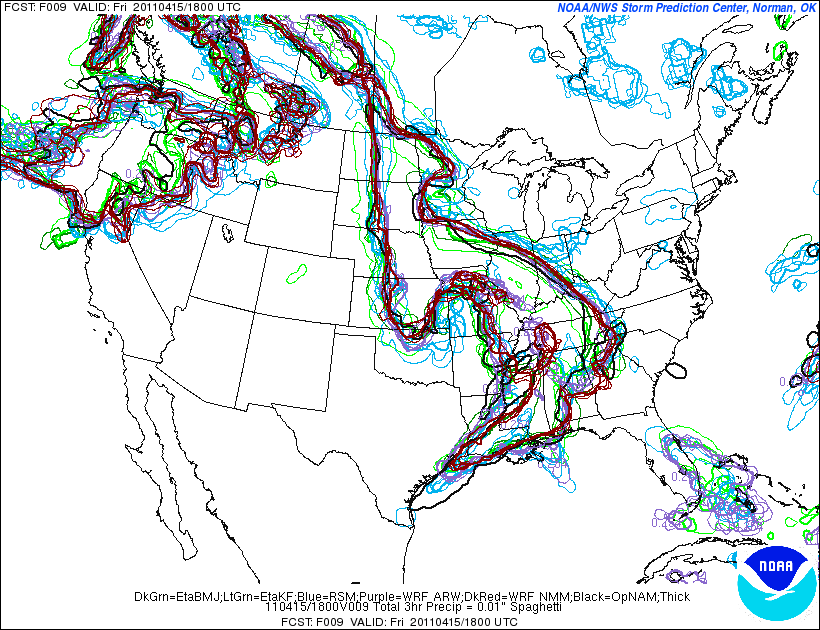 FCST: F009 VALID: Fri 20110415/1800 UTC
NOAA/NWS Storm Prediction Center, Norman, OK
DkGrn=EtaBMJ;LtGrn=EtaKF;Blue=RSM;Purple=WRF ARW;DkRed=WRF NMM;Black=OpNAM;Thick
110415/1800V009 Total 3hr Precip = 0.01" Spaghetti
FCST: F009 VALID: Fri 20110415/1800 UTC
NOAA